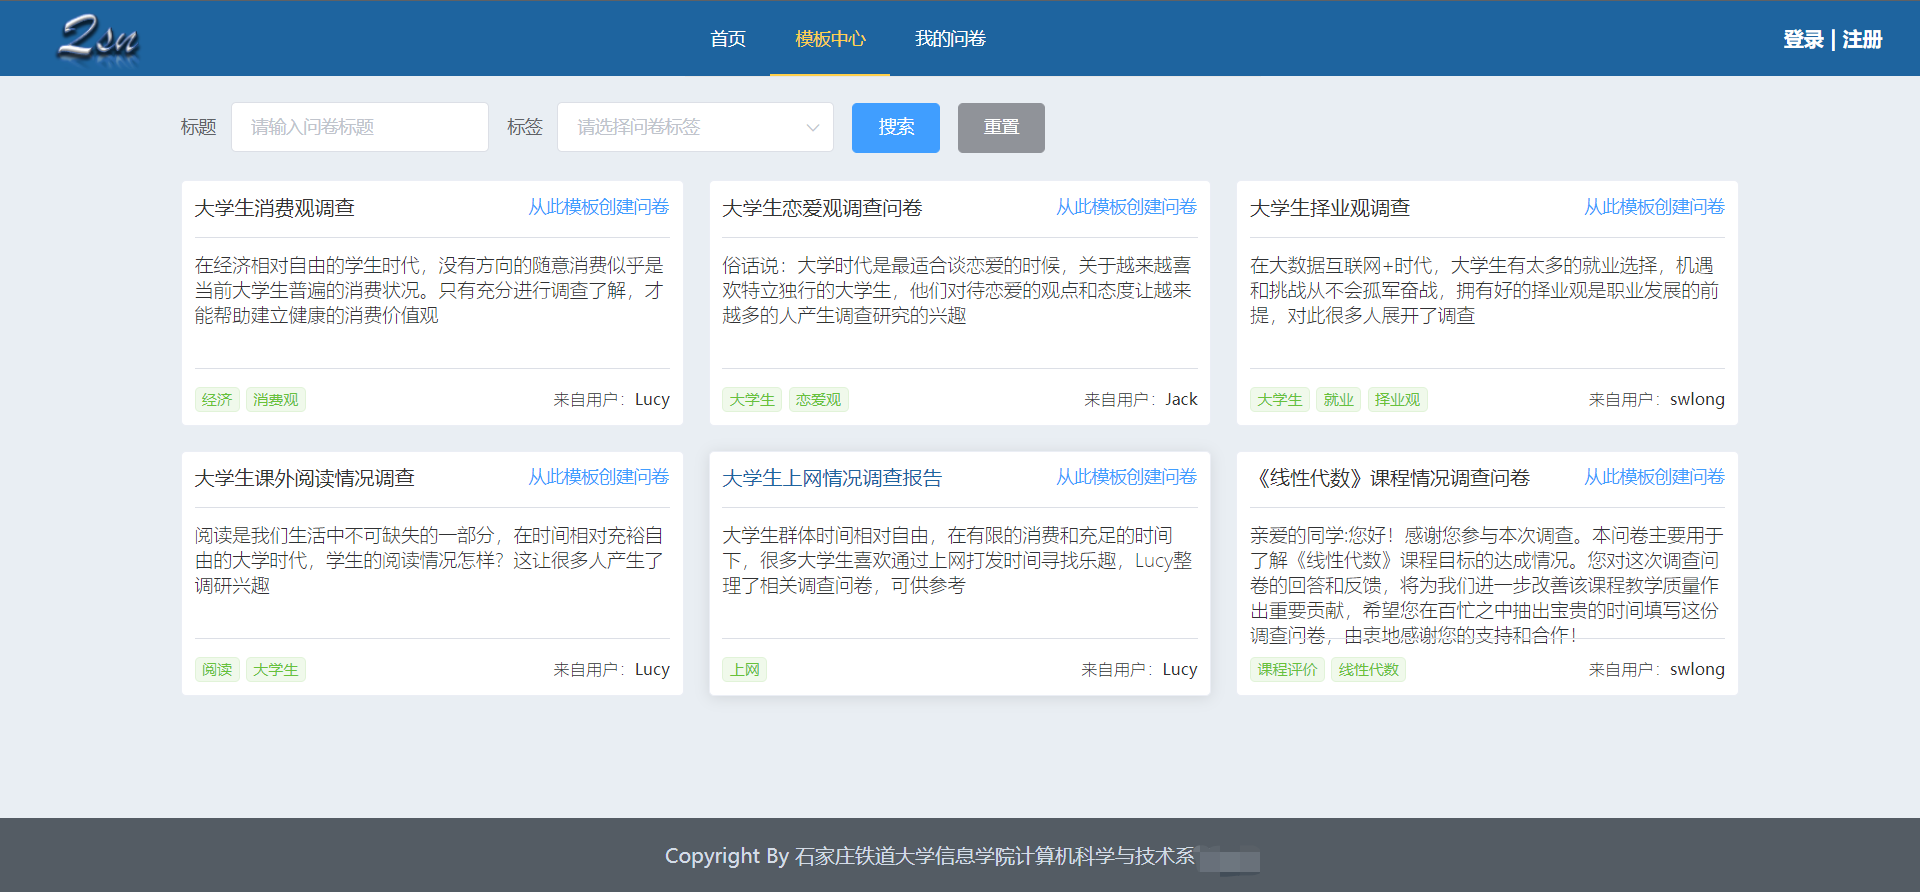 2sn
首页 模板中心 我的问卷
登录 | 注册
标题 请输入问卷标题 标签 请选择问卷标签 搜索 重置
大学生消费观调查 从此模板创建问卷
在经济相对自由的学生时代，没有方向的随意消费似乎是
当前大学生普遍的消费状况。只有充分进行调查了解，才
能帮助建立健康的消费价值观
经济 消费观 来自用户：Lucy
大学生恋爱观调查问卷 从此模板创建问卷
俗话说：大学时代是最适合谈恋爱的时候，关于越来越喜
欢特立独行的大学生，他们对待恋爱的观点和态度让越来
越多的人产生调查研究的兴趣
大学生 恋爱观 来自用户：Jack
大学生择业观调查 从此模板创建问卷
在大数据互联网+时代，大学生有太多的就业选择，机遇
和挑战从不会孤军奋战，拥有好的择业观是职业发展的前
提，对此很多人展开了调查
大学生 就业 择业观 来自用户：swlong
大学生课外阅读情况调查 从此模板创建问卷
阅读是我们生活中不可缺失的一部分，在时间相对充裕自
由的大学时代，学生的阅读情况怎样？这让很多人产生了
调研兴趣
阅读 大学生 来自用户：Lucy
大学生上网情况调查报告 从此模板创建问卷
大学生群体时间相对自由，在有限的消费和充足的时间
下，很多大学生喜欢通过上网打发时间寻找乐趣，Lucy整
理了相关调查问卷，可供参考
上网 来自用户：Lucy
《线性代数》课程情况调查问卷 从此模板创建问卷
亲爱的同学:您好！感谢您参与本次调查。本问卷主要用于
了解《线性代数》课程目标的达成情况。您对这次调查问
卷的回答和反馈，将为我们进一步改善该课程教学质量作
出重要贡献，希望您在百忙之中抽出宝贵的时间填写这份
调查问卷，由衷地感谢您的支持和合作！
课程评价 线性代数 来自用户：swlong
Copyright By 石家庄铁道大学信息学院计算机科学与技术系